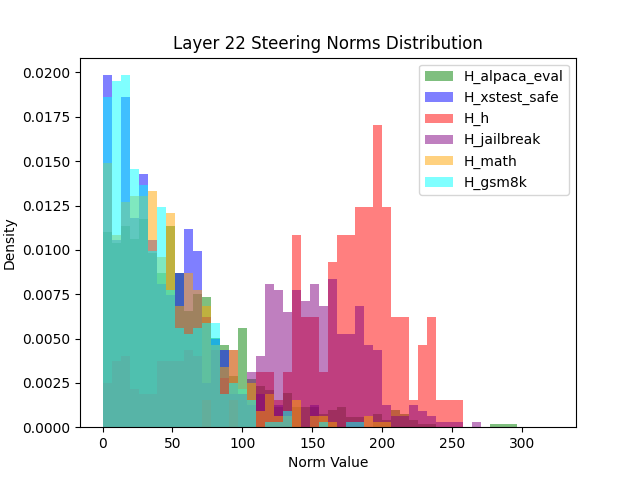 Layer 22 Steering Norms Distribution
0.0200
0.0175
0.0150
0.0125
0.0100
0.0075
0.0050
0.0025
0.0000
Density
H_alpaca_eval
H_xstest_safe
H_h
H_jailbreak
H_math
H_gsm8k
0
50
100
150
200
250
300
Norm Value